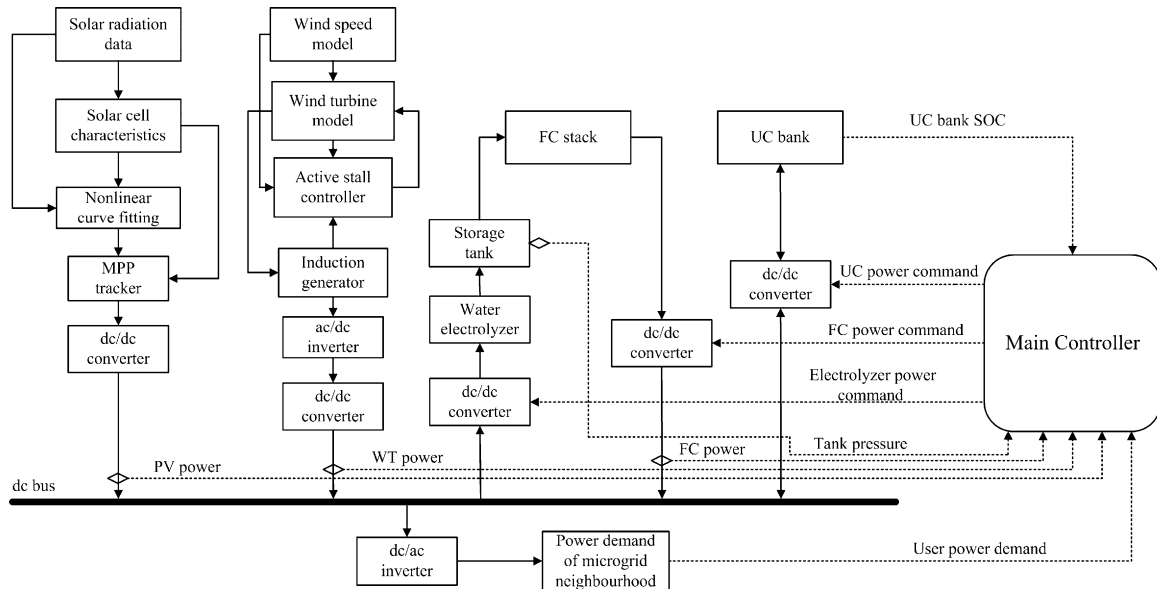 Solar radiation
data
Solar cell
characteristics
Nonlinear
curve fitting
MPP
tracker
dc/dc
converter
Wind speed
model
Wind turbine
model
Active stall
controller
Induction
generator
ac/dc
inverter
dc/dc
converter
FC stack
Storage
tank
Water
electrolyzer
dc/dc
converter
dc/dc
converter
UC bank
dc/dc
converter
UC bank SOC
UC power command
FC power command
Electrolyzer power
command
Main Controller
Tank pressure
FC power
WT power
PV power
dc bus
dc/ac
inverter
Power demand
of microgrid
neighbourhood
User power demand